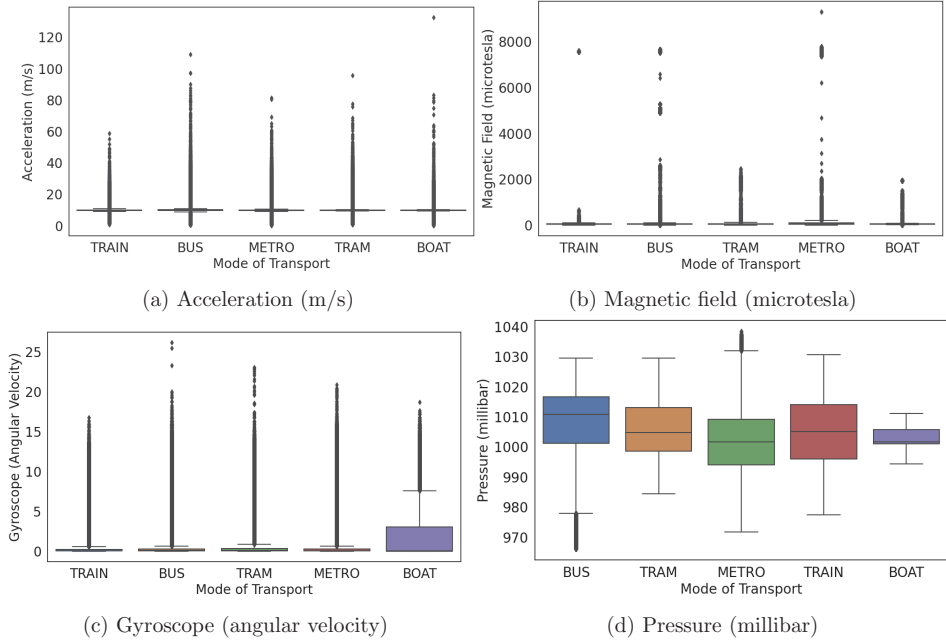 Acceleration (m/s)
120
100
80
60
40
20
0
TRAIN BUS METRO TRAM BOAT
Mode of Transport
(a) Acceleration (m/s)
Magnetic Field (microtesla)
8000
6000
4000
2000
0
TRAIN BUS TRAM METRO BOAT
Mode of Transport
(b) Magnetic field (microtesla)
Gyroscope (Angular Velocity)
25
20
15
10
5
0
TRAIN BUS TRAM METRO BOAT
Mode of Transport
(c) Gyroscope (angular velocity)
Pressure (millibar)
1040
1030
1020
1010
1000
990
980
970
BUS TRAM METRO TRAIN BOAT
Mode of Transport
(d) Pressure (millibar)